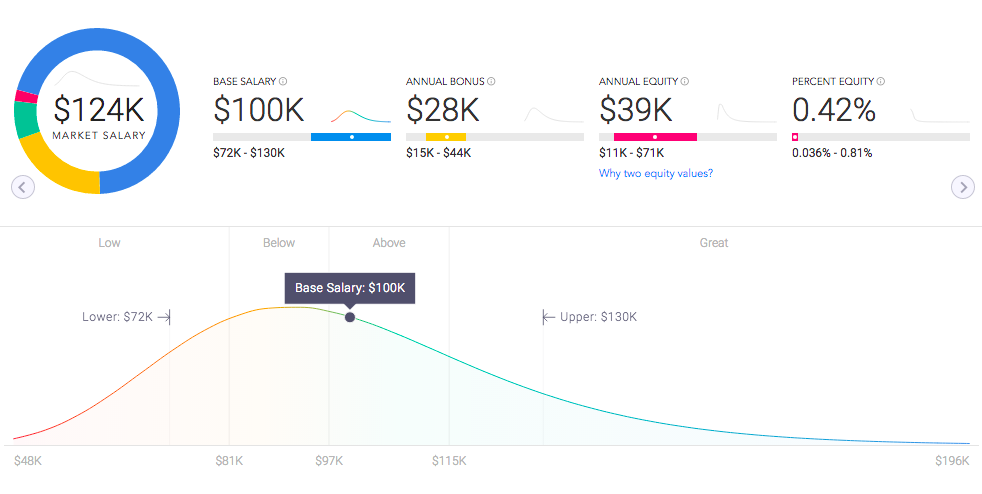 $124K
MARKET SALARY
BASE SALARY
$100K
$72K - $130K
ANNUAL BONUS
$28K
$15K - $44K
ANNUAL EQUITY
$39K
$11K - $71K
Why two equity values?
PERCENT EQUITY
0.42%
0.036% - 0.81%
Low
Below
Above
Great
Base Salary: $100K
Lower: $72K
Upper: $130K
$48K
$81K
$97K
$115K
$196K